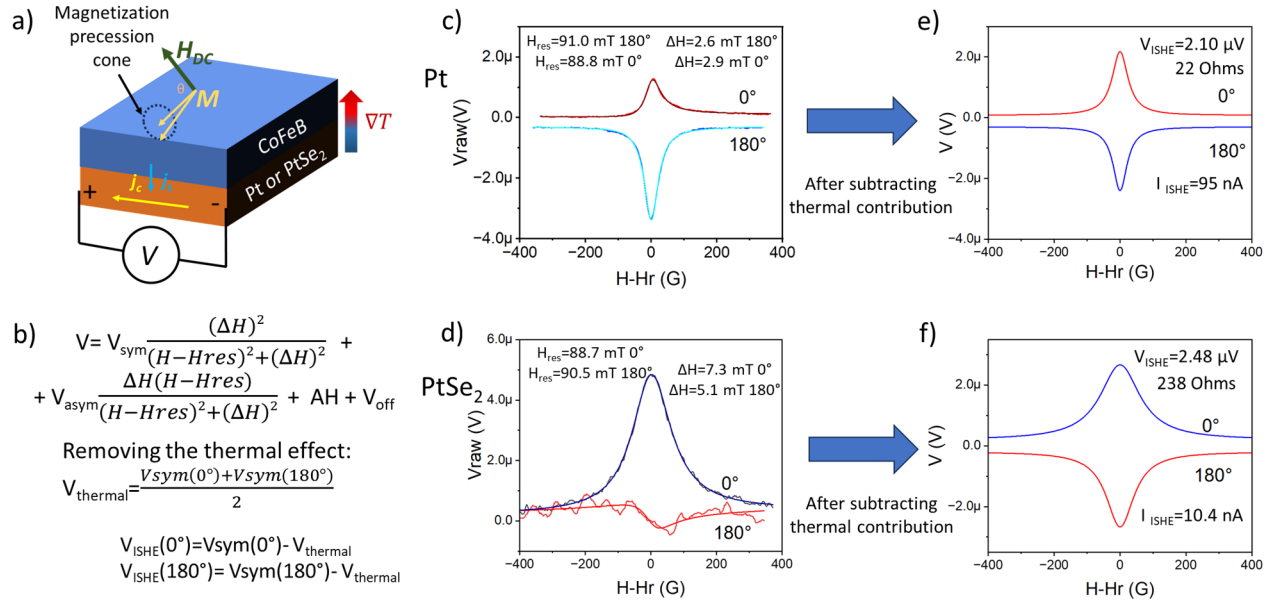 a)
Magnetization
precession
cone
H_DC
θ
M
∇T
CoFeB
Pt or PtSe₂
+
j_c
-
V
b)
V= V_sym (ΔH)²/((H−Hres)²+(ΔH)²) +
+ V_asym ΔH(H−Hres)/((H−Hres)²+(ΔH)²) + AH + V_off
Removing the thermal effect:
V_thermal=(Vsym(0°)+Vsym(180°))/2
V_ISHE(0°)=Vsym(0°)- V_thermal
V_ISHE(180°)= Vsym(180°)- V_thermal
c)
Pt
H_res=91.0 mT 180°
H_res=88.8 mT 0°
ΔH=2.6 mT 180°
ΔH=2.9 mT 0°
0°
180°
Vraw(V)
2.0µ
0.0
−2.0µ
−4.0µ
−400
−200
0
200
400
H-Hr (G)
After subtracting
thermal contribution
e)
V_ISHE=2.10 µV
22 Ohms
0°
180°
I_ISHE=95 nA
V (V)
2.0µ
0.0
−2.0µ
−4.0µ
−400
−200
0
200
400
H-Hr (G)
d)
PtSe₂
H_res=88.7 mT 0°
H_res=90.5 mT 180°
ΔH=7.3 mT 0°
ΔH=5.1 mT 180°
0°
180°
Vraw (V)
6.0µ
4.0µ
2.0µ
0.0
−400
−200
0
200
400
H-Hr (G)
After subtracting
thermal contribution
f)
V_ISHE=2.48 µV
238 Ohms
0°
180°
I_ISHE=10.4 nA
V (V)
2.0µ
0.0
−2.0µ
−400
−200
0
200
400
H-Hr (G)